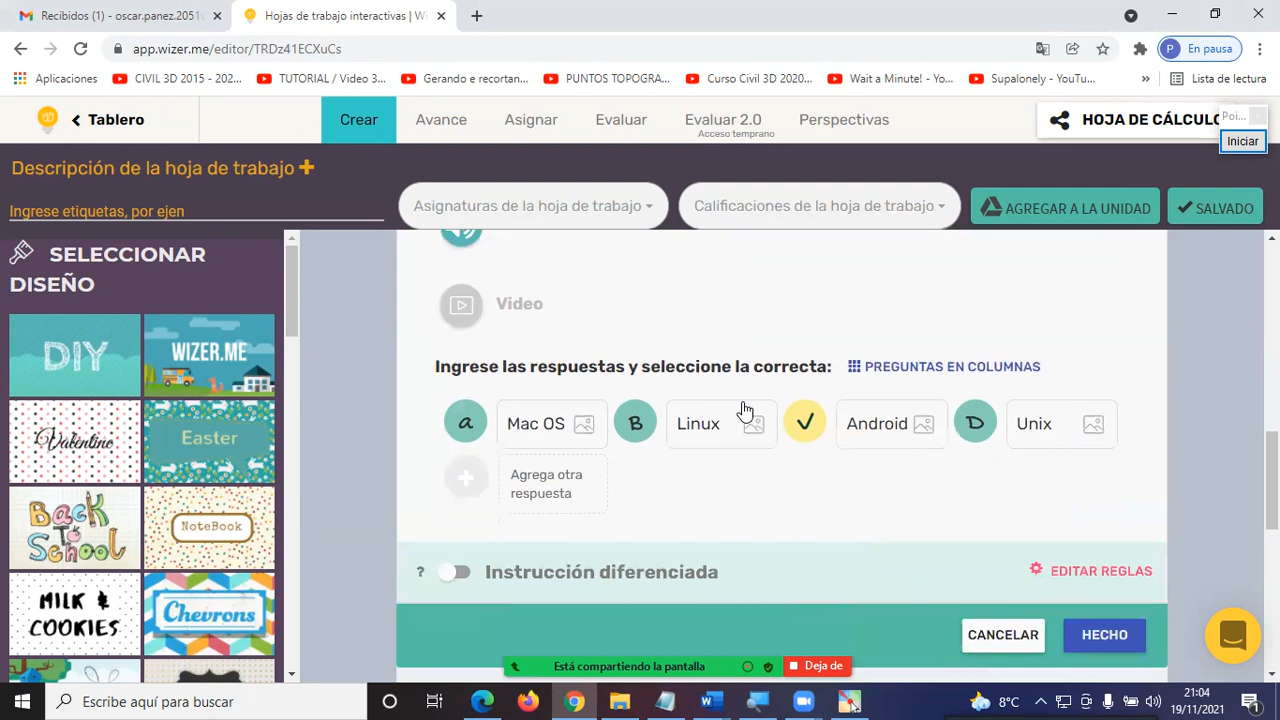 Recibidos (1) - oscar.panez.2051
Hojas de trabajo interactivas | Wi
app.wizer.me/editor/TRDz41ECXuCs
P En pausa
Aplicaciones
CIVIL 3D 2015 - 202...
TUTORIAL / Video 3...
Gerando e recortan...
PUNTOS TOPOGRA...
Curso Civil 3D 2020...
Wait a Minute! - Yo...
Supalonely - YouTu...
»
Lista de lectura
Tablero
Crear
Avance
Asignar
Evaluar
Evaluar 2.0
Acceso temprano
Perspectivas
HOJA DE CÁLCULO
Poi...
Iniciar
Descripción de la hoja de trabajo +
Ingrese etiquetas, por ejen
Asignaturas de la hoja de trabajo
Calificaciones de la hoja de trabajo
AGREGAR A LA UNIDAD
SALVADO
SELECCIONAR
DISEÑO
DIY
WIZER.ME
Valentine
Easter
BACK
To
SCHOOL
NoteBook
MILK &
COOKIES
Chevrons
Video
Ingrese las respuestas y seleccione la correcta:
PREGUNTAS EN COLUMNAS
a
Mac OS
B
Linux
Android
D
Unix
Agrega otra
respuesta
?
Instrucción diferenciada
EDITAR REGLAS
CANCELAR
HECHO
Está compartiendo la pantalla
Deja de
Escribe aquí para buscar
8°C
21:04
19/11/2021
1